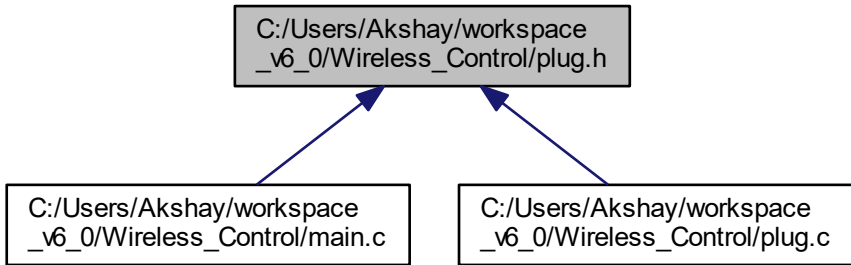 C:/Users/Akshay/workspace
_v6_0/Wireless_Control/plug.h
C:/Users/Akshay/workspace
_v6_0/Wireless_Control/main.c
C:/Users/Akshay/workspace
_v6_0/Wireless_Control/plug.c